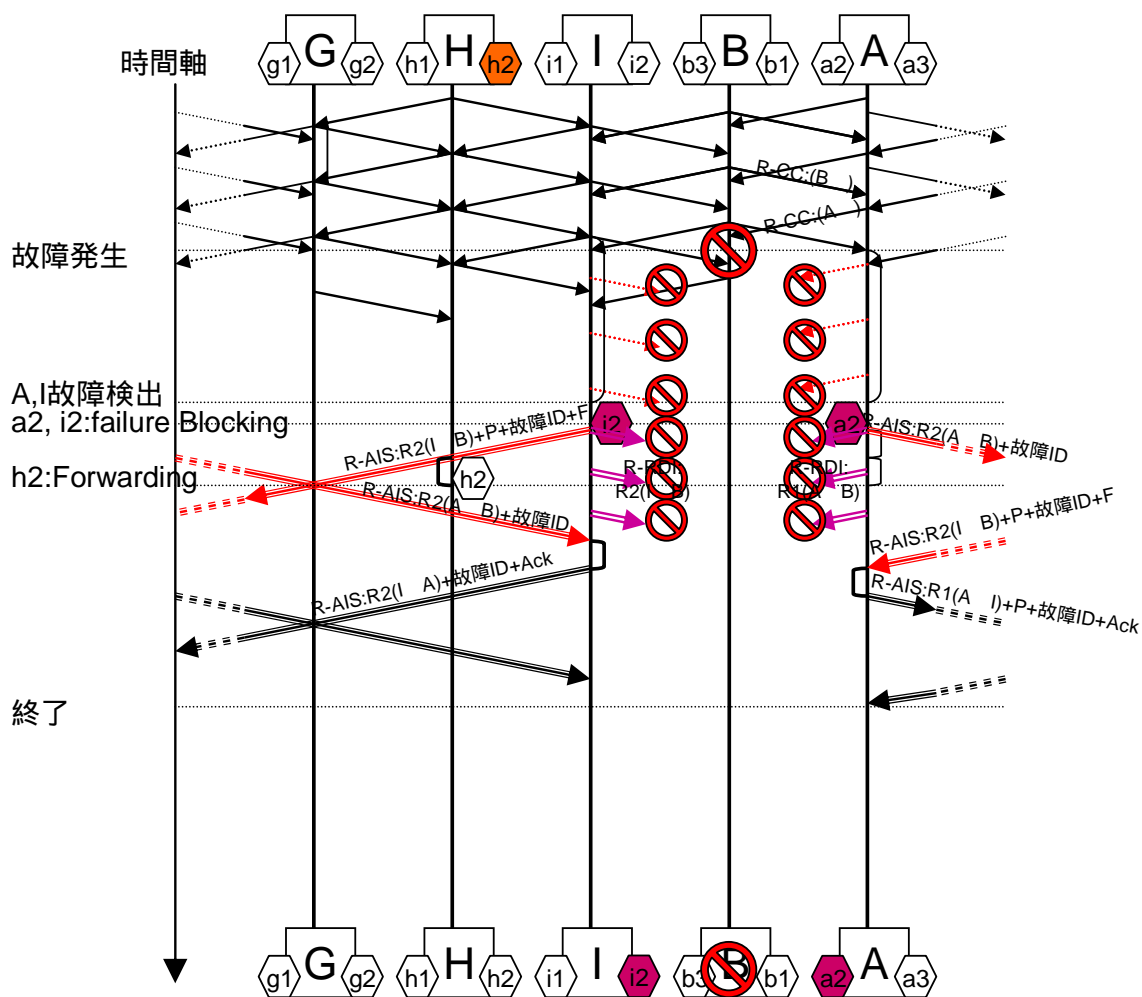 時間軸
g1 G g2
h1 H h2
i1 I i2
b3 B b1
a2 A a3
R-CC:(B )
R-CC:(A )
故障発生
A,I故障検出
a2, i2:failure Blocking
i2
a2
R-AIS:R2(I B)+P+故障ID+F
R-AIS:R2(A B)+故障ID
h2:Forwarding
h2
R-RDI:
R2(I B)
R-RDI:
R1(A B)
R-AIS:R2(A B)+故障ID
R-AIS:R2(I B)+P+故障ID+F
R-AIS:R2(I A)+故障ID+Ack
R-AIS:R1(A I)+P+故障ID+Ack
終了
g1 G g2
h1 H h2
i1 I i2
b3 B b1
a2 A a3